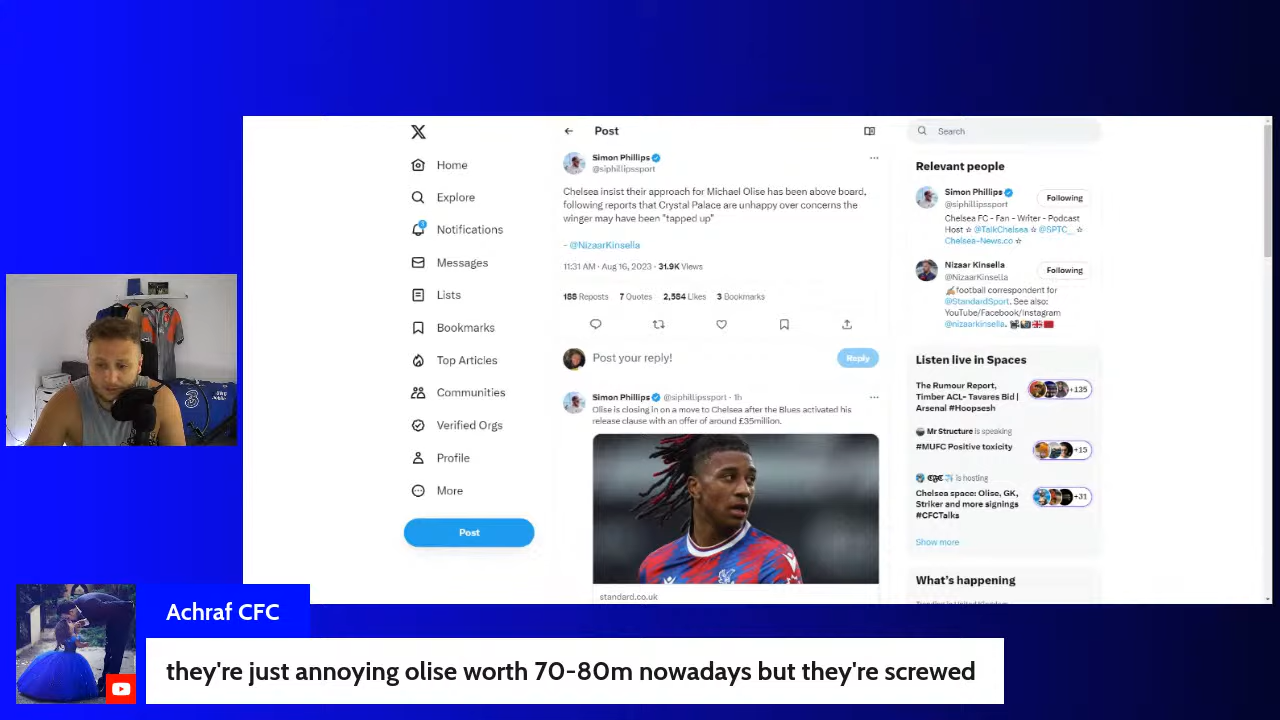 Post
Search
Simon Phillips
@siphillipssport
Chelsea insist their approach for Michael Olise has been above board,
following reports that Crystal Palace are unhappy over concerns the
winger may have been "tapped up"
- @NizaarKinsella
11:31 AM · Aug 16, 2023 · 31.9K Views
188 Reposts 7 Quotes 2,584 Likes 3 Bookmarks
Post your reply!
Reply
Simon Phillips @siphillipssport · 1h
Olise is closing in on a move to Chelsea after the Blues activated his
release clause with an offer of around £35million.
standard.co.uk
Home
Explore
Notifications
Messages
Lists
Bookmarks
Top Articles
Communities
Verified Orgs
Profile
More
Post
Relevant people
Simon Phillips
@siphillipssport
Following
Chelsea FC - Fan - Writer - Podcast
Host ☆ @TalkChelsea ☆ @SPTC_ ☆
Chelsea-News.co ☆
Nizaar Kinsella
@NizaarKinsella
Following
football correspondent for
@StandardSport. See also:
YouTube/Facebook/Instagram
@nizaarkinsella.
Listen live in Spaces
The Rumour Report,
Timber ACL- Tavares Bid |
Arsenal #Hoopsesh
+135
Mr Structure is speaking
#MUFC Positive toxicity
+15
is hosting
Chelsea space: Olise, GK,
Striker and more signings
#CFCTalks
+31
Show more
What's happening
Achraf CFC
they're just annoying olise worth 70-80m nowadays but they're screwed